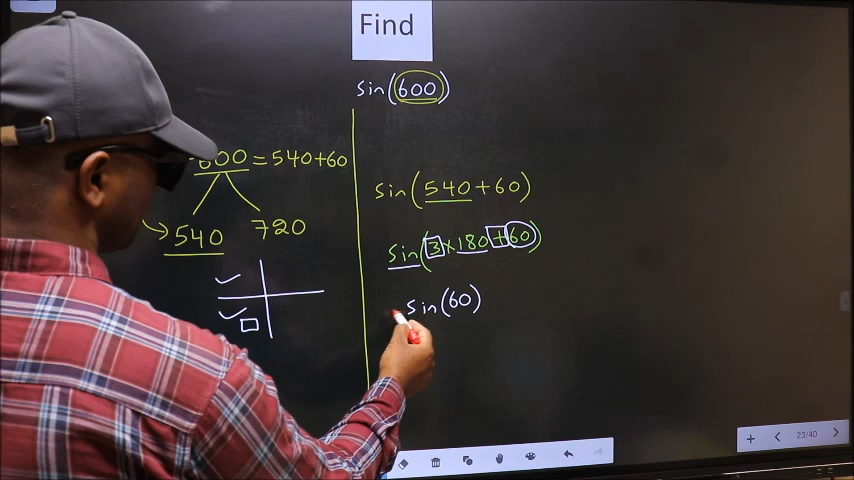 Find
sin(600)
600 = 540+60
540 720
sin(540+60)
sin(3×180+60)
sin(60)
23/40